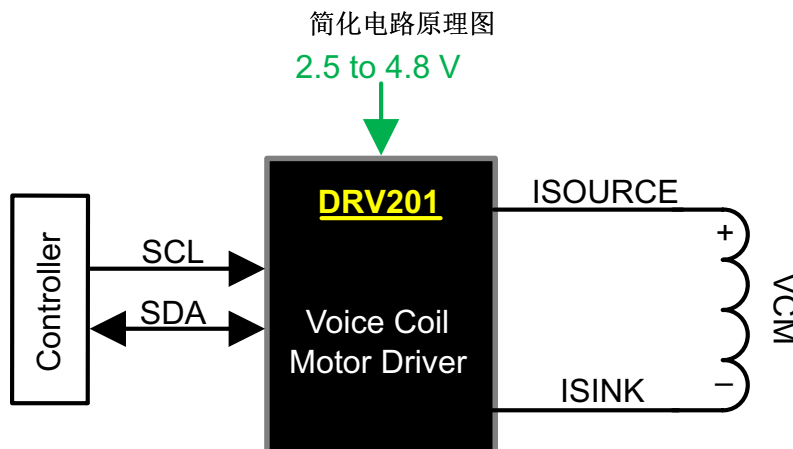 简化电路原理图
2.5 to 4.8 V
DRV201
ISOURCE
Controller
SCL
SDA
+
Voice Coil
Motor Driver
VCM
ISINK
−